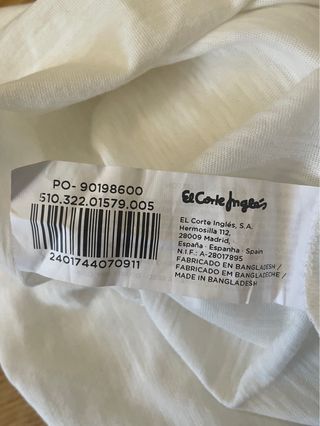 PO- 90198600
510.322.01579.005
2401744070911
El Corte Inglés
EL Corte Inglés, S.A.
Hermosilla 112,
28009 Madrid,
España - Espanha - Spain
N.I.F.: A-28017895
FABRICADO EN BANGLADESH /
FABRICADO EM BANGLADECHE /
MADE IN BANGLADESH